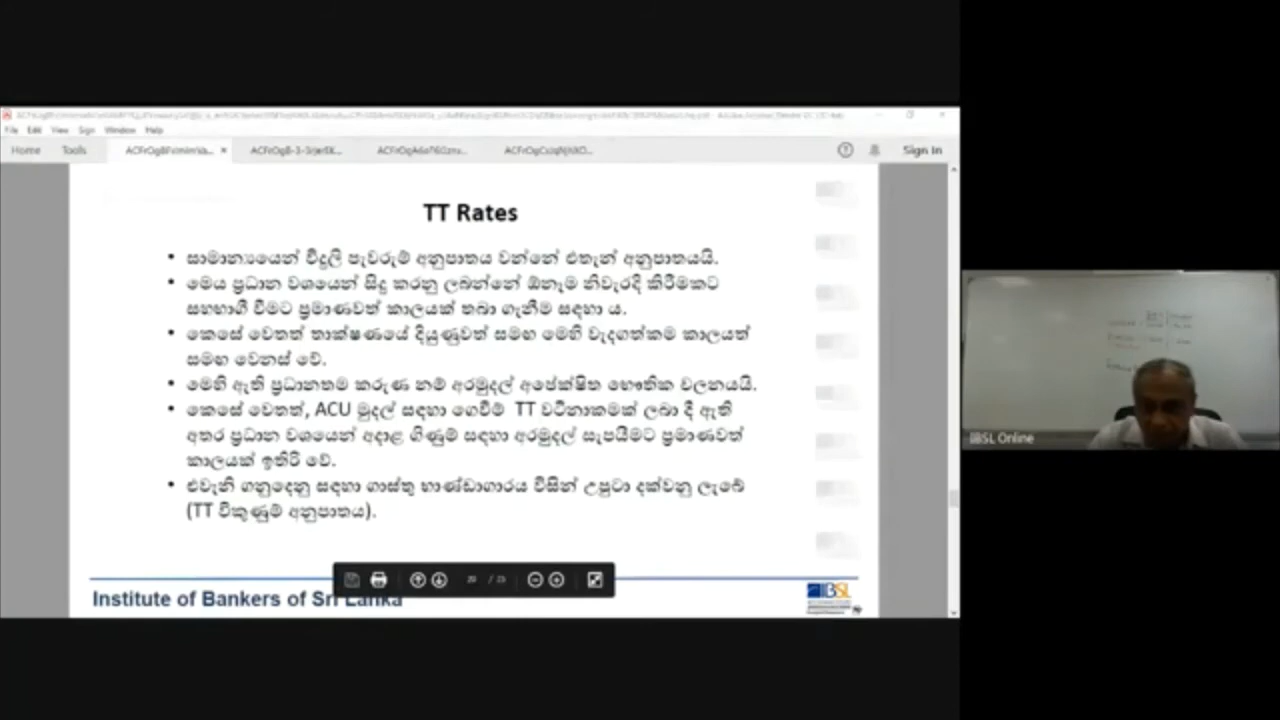 File Edit View Sign Window Help
Home Tools Sign In
TT Rates
• සාමාන්‍යයෙන් විදුලි පැවරුම් අනුපාතය වන්නේ එතැන් අනුපාතයයි.
• මෙය ප්‍රධාන වශයෙන් සිදු කරනු ලබන්නේ ඕනෑම නිවැරදි කිරීමකට
සහභාගී වීමට ප්‍රමාණවත් කාලයක් තබා ගැනීම සඳහා ය.
• කෙසේ වෙතත් තාක්ෂණයේ දියුණුවත් සමඟ මෙහි වැදගත්කම කාලයත්
සමඟ වෙනස් වේ.
• මෙහි ඇති ප්‍රධානතම කරුණ නම් අරමුදල් අපේක්ෂිත භෞතික චලනයයි.
• කෙසේ වෙතත්, ACU මුදල් සඳහා ගෙවීම් TT වටිනාකමක් ලබා දී ඇති
අතර ප්‍රධාන වශයෙන් අදාළ ගිණුම් සඳහා අරමුදල් සැපයීමට ප්‍රමාණවත්
කාලයක් ඉතිරි වේ.
• එවැනි ගනුදෙනු සඳහා ගාස්තු භාණ්ඩාගාරය විසින් උපුටා දක්වනු ලැබේ
(TT විකුණුම් අනුපාතය).
Institute of Bankers of Sri Lanka
IBSL
IBSL Online